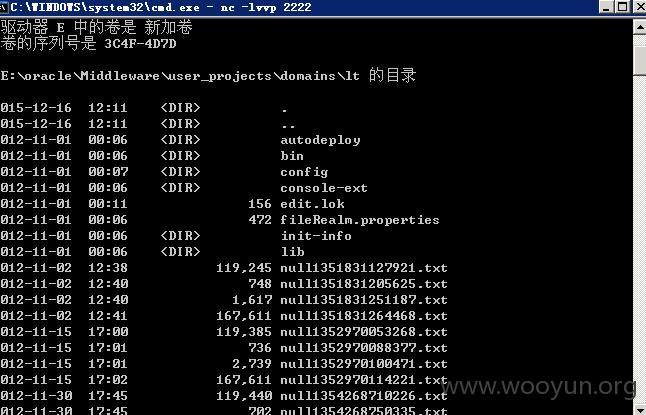 C:\WINDOWS\system32\cmd.exe - nc -lvvp 2222
驱动器 E 中的卷是 新加卷
卷的序列号是 3C4F-4D7D
E:\oracle\Middleware\user_projects\domains\lt 的目录
015-12-16 12:11 <DIR> .
015-12-16 12:11 <DIR> ..
012-11-01 00:06 <DIR> autodeploy
012-11-01 00:06 <DIR> bin
012-11-01 00:07 <DIR> config
012-11-01 00:06 <DIR> console-ext
012-11-01 00:11 156 edit.lok
012-11-01 00:06 472 fileRealm.properties
012-11-01 00:06 <DIR> init-info
012-11-01 00:06 <DIR> lib
012-11-02 12:38 119,245 null1351831127921.txt
012-11-02 12:40 748 null1351831205625.txt
012-11-02 12:40 1,617 null1351831251187.txt
012-11-02 12:41 167,611 null1351831264468.txt
012-11-15 17:00 119,385 null1352970053268.txt
012-11-15 17:01 736 null1352970088377.txt
012-11-15 17:01 2,739 null1352970100471.txt
012-11-15 17:02 167,611 null1352970114221.txt
012-11-30 17:45 119,440 null1354268710226.txt
012-11-30 17:45 702 null1354268750335.txt
www.wooyun.org